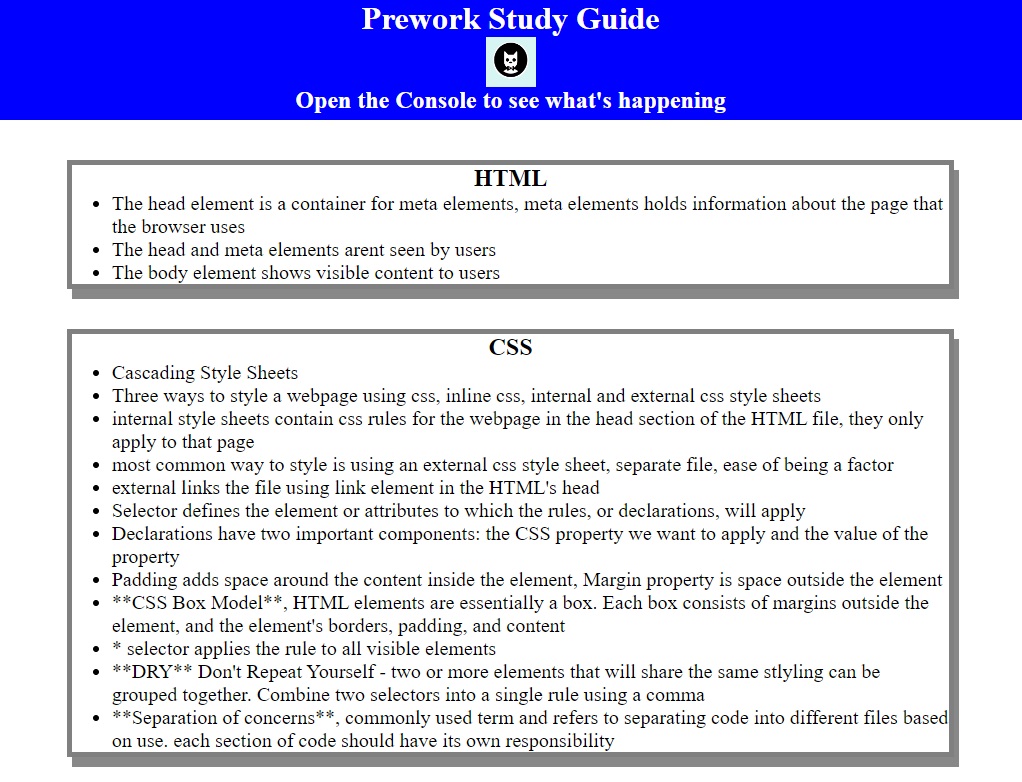 Prework Study Guide
Open the Console to see what's happening
HTML
The head element is a container for meta elements, meta elements holds information about the page that
the browser uses
The head and meta elements arent seen by users
The body element shows visible content to users
CSS
Cascading Style Sheets
Three ways to style a webpage using css, inline css, internal and external css style sheets
internal style sheets contain css rules for the webpage in the head section of the HTML file, they only
apply to that page
most common way to style is using an external css style sheet, separate file, ease of being a factor
external links the file using link element in the HTML's head
Selector defines the element or attributes to which the rules, or declarations, will apply
Declarations have two important components: the CSS property we want to apply and the value of the
property
Padding adds space around the content inside the element, Margin property is space outside the element
**CSS Box Model**, HTML elements are essentially a box. Each box consists of margins outside the
element, and the element's borders, padding, and content
* selector applies the rule to all visible elements
**DRY** Don't Repeat Yourself - two or more elements that will share the same stlyling can be
grouped together. Combine two selectors into a single rule using a comma
**Separation of concerns**, commonly used term and refers to separating code into different files based
on use. each section of code should have its own responsibility